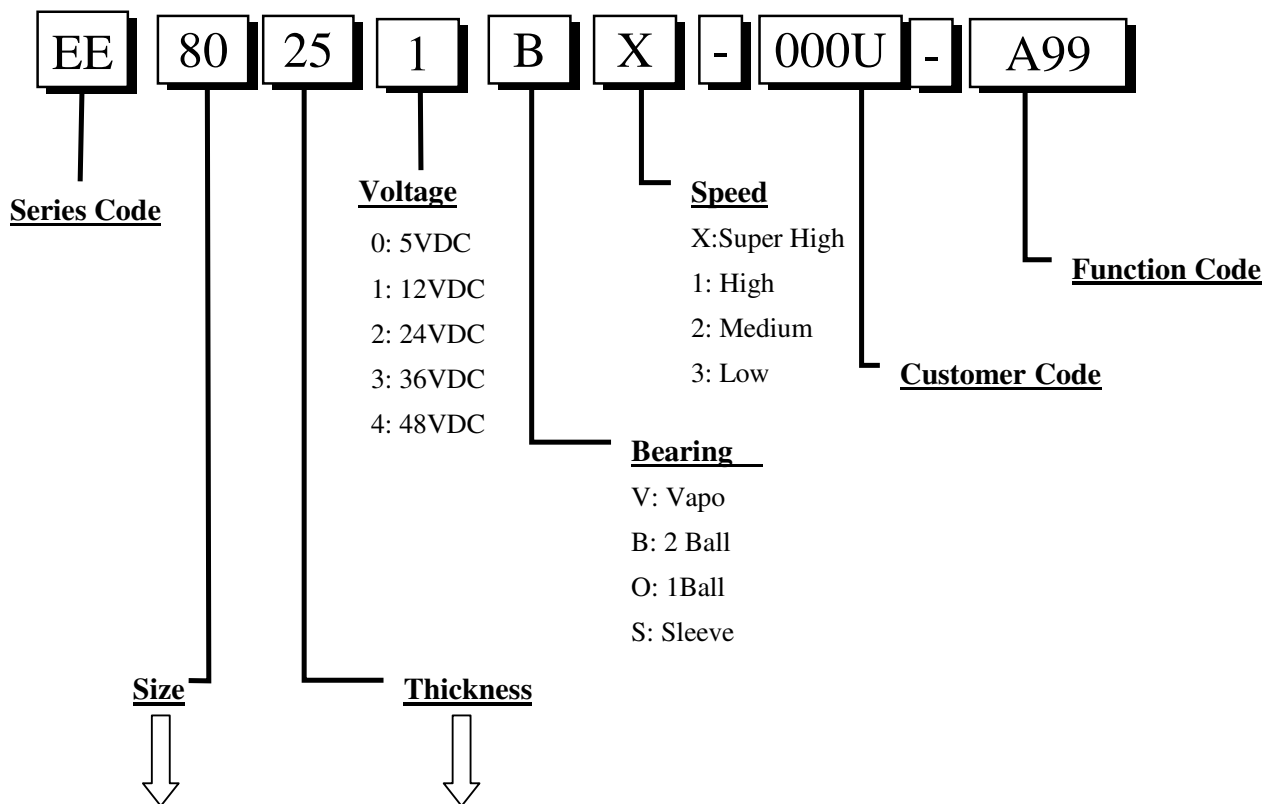 EE 80 25 1 B X - 000U - A99
Series Code
Voltage
0: 5VDC
1: 12VDC
2: 24VDC
3: 36VDC
4: 48VDC
Speed
X:Super High
1: High
2: Medium
3: Low
Function Code
Customer Code
Bearing
V: Vapo
B: 2 Ball
O: 1Ball
S: Sleeve
Size
Thickness